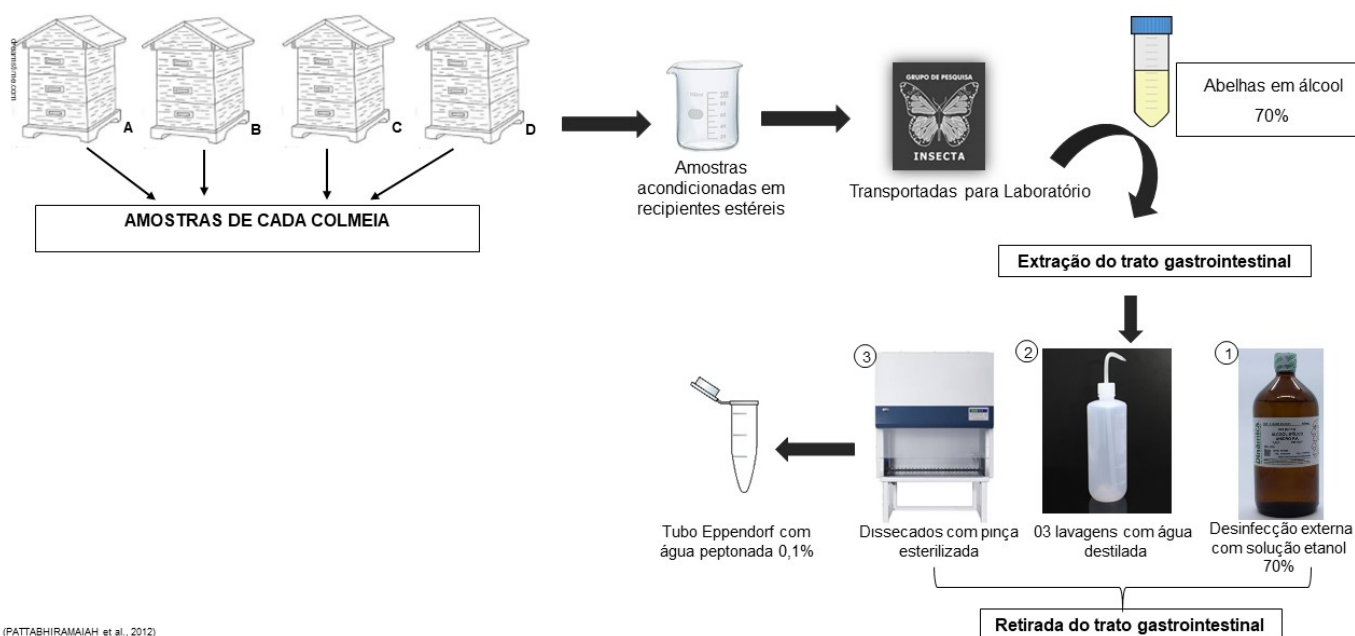 dreamstime.com
A
B
C
D
AMOSTRAS DE CADA COLMEIA
Amostras
acondicionadas em
recipientes estéreis
GRUPO DE PESQUISA
INSECTA
Transportadas para Laboratório
Abelhas em álcool
70%
Extração do trato gastrointestinal
3
2
1
Tubo Eppendorf com
água peptonada 0,1%
Dissecados com pinça
esterilizada
03 lavagens com água
destilada
Dinâmica
Desinfecção externa
com solução etanol
70%
Retirada do trato gastrointestinal
(PATTABHIRAMAIAH et al., 2012)